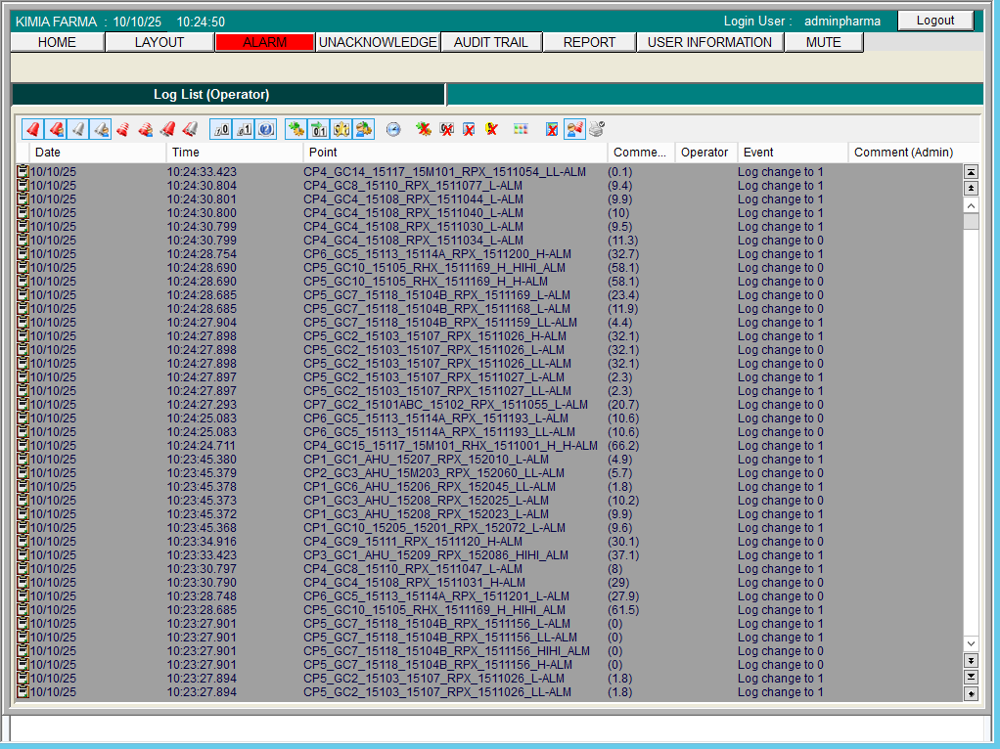 KIMIA FARMA : 10/10/25 10:24:50 Login User : adminpharma Logout
HOME LAYOUT ALARM UNACKNOWLEDGE AUDIT TRAIL REPORT USER INFORMATION MUTE
Log List (Operator)
Date Time Point Comme... Operator Event Comment (Admin)
10/10/25 10:24:33.423 CP4_GC14_15117_15M101_RPX_1511054_LL-ALM (0.1) Log change to 1
10/10/25 10:24:30.804 CP4_GC8_15110_RPX_1511077_L-ALM (9.4) Log change to 1
10/10/25 10:24:30.801 CP4_GC4_15108_RPX_1511044_L-ALM (9.9) Log change to 1
10/10/25 10:24:30.800 CP4_GC4_15108_RPX_1511040_L-ALM (10) Log change to 1
10/10/25 10:24:30.799 CP4_GC4_15108_RPX_1511030_L-ALM (9.5) Log change to 1
10/10/25 10:24:30.799 CP4_GC4_15108_RPX_1511034_L-ALM (11.3) Log change to 0
10/10/25 10:24:28.754 CP6_GC5_15113_15114A_RPX_1511200_H-ALM (32.7) Log change to 1
10/10/25 10:24:28.690 CP5_GC10_15105_RHX_1511169_H_HIHI_ALM (58.1) Log change to 0
10/10/25 10:24:28.690 CP5_GC10_15105_RHX_1511169_H_H-ALM (58.1) Log change to 0
10/10/25 10:24:28.685 CP5_GC7_15118_15104B_RPX_1511169_L-ALM (23.4) Log change to 0
10/10/25 10:24:28.685 CP5_GC7_15118_15104B_RPX_1511168_L-ALM (11.9) Log change to 0
10/10/25 10:24:27.904 CP5_GC7_15118_15104B_RPX_1511159_LL-ALM (4.4) Log change to 1
10/10/25 10:24:27.898 CP5_GC2_15103_15107_RPX_1511026_H-ALM (32.1) Log change to 1
10/10/25 10:24:27.898 CP5_GC2_15103_15107_RPX_1511026_L-ALM (32.1) Log change to 0
10/10/25 10:24:27.898 CP5_GC2_15103_15107_RPX_1511026_LL-ALM (32.1) Log change to 0
10/10/25 10:24:27.897 CP5_GC2_15103_15107_RPX_1511027_L-ALM (2.3) Log change to 1
10/10/25 10:24:27.897 CP5_GC2_15103_15107_RPX_1511027_LL-ALM (2.3) Log change to 1
10/10/25 10:24:27.293 CP7_GC2_15101ABC_15102_RPX_1511055_L-ALM (20.7) Log change to 0
10/10/25 10:24:25.083 CP6_GC5_15113_15114A_RPX_1511193_L-ALM (10.6) Log change to 0
10/10/25 10:24:25.083 CP6_GC5_15113_15114A_RPX_1511193_LL-ALM (10.6) Log change to 0
10/10/25 10:24:24.711 CP4_GC15_15117_15M101_RHX_1511001_H_H-ALM (66.2) Log change to 1
10/10/25 10:23:45.380 CP1_GC1_AHU_15207_RPX_152010_L-ALM (4.9) Log change to 1
10/10/25 10:23:45.379 CP2_GC3_AHU_15M203_RPX_152060_LL-ALM (5.7) Log change to 0
10/10/25 10:23:45.378 CP1_GC6_AHU_15206_RPX_152045_LL-ALM (1.8) Log change to 1
10/10/25 10:23:45.373 CP1_GC3_AHU_15208_RPX_152025_L-ALM (10.2) Log change to 0
10/10/25 10:23:45.372 CP1_GC3_AHU_15208_RPX_152023_L-ALM (9.9) Log change to 1
10/10/25 10:23:45.368 CP1_GC10_15205_15201_RPX_152072_L-ALM (9.6) Log change to 1
10/10/25 10:23:34.916 CP4_GC9_15111_RPX_1511120_H-ALM (30.1) Log change to 0
10/10/25 10:23:33.423 CP3_GC1_AHU_15209_RPX_152086_HIHI_ALM (37.1) Log change to 0
10/10/25 10:23:30.797 CP4_GC8_15110_RPX_1511047_L-ALM (8) Log change to 1
10/10/25 10:23:30.790 CP4_GC4_15108_RPX_1511031_H-ALM (29) Log change to 0
10/10/25 10:23:28.748 CP6_GC5_15113_15114A_RPX_1511201_L-ALM (27.9) Log change to 0
10/10/25 10:23:28.685 CP5_GC10_15105_RHX_1511169_H_HIHI_ALM (61.5) Log change to 1
10/10/25 10:23:27.901 CP5_GC7_15118_15104B_RPX_1511156_L-ALM (0) Log change to 1
10/10/25 10:23:27.901 CP5_GC7_15118_15104B_RPX_1511156_LL-ALM (0) Log change to 1
10/10/25 10:23:27.901 CP5_GC7_15118_15104B_RPX_1511156_HIHI_ALM (0) Log change to 0
10/10/25 10:23:27.901 CP5_GC7_15118_15104B_RPX_1511156_H-ALM (0) Log change to 0
10/10/25 10:23:27.894 CP5_GC2_15103_15107_RPX_1511026_L-ALM (1.8) Log change to 1
10/10/25 10:23:27.894 CP5_GC2_15103_15107_RPX_1511026_LL-ALM (1.8) Log change to 1